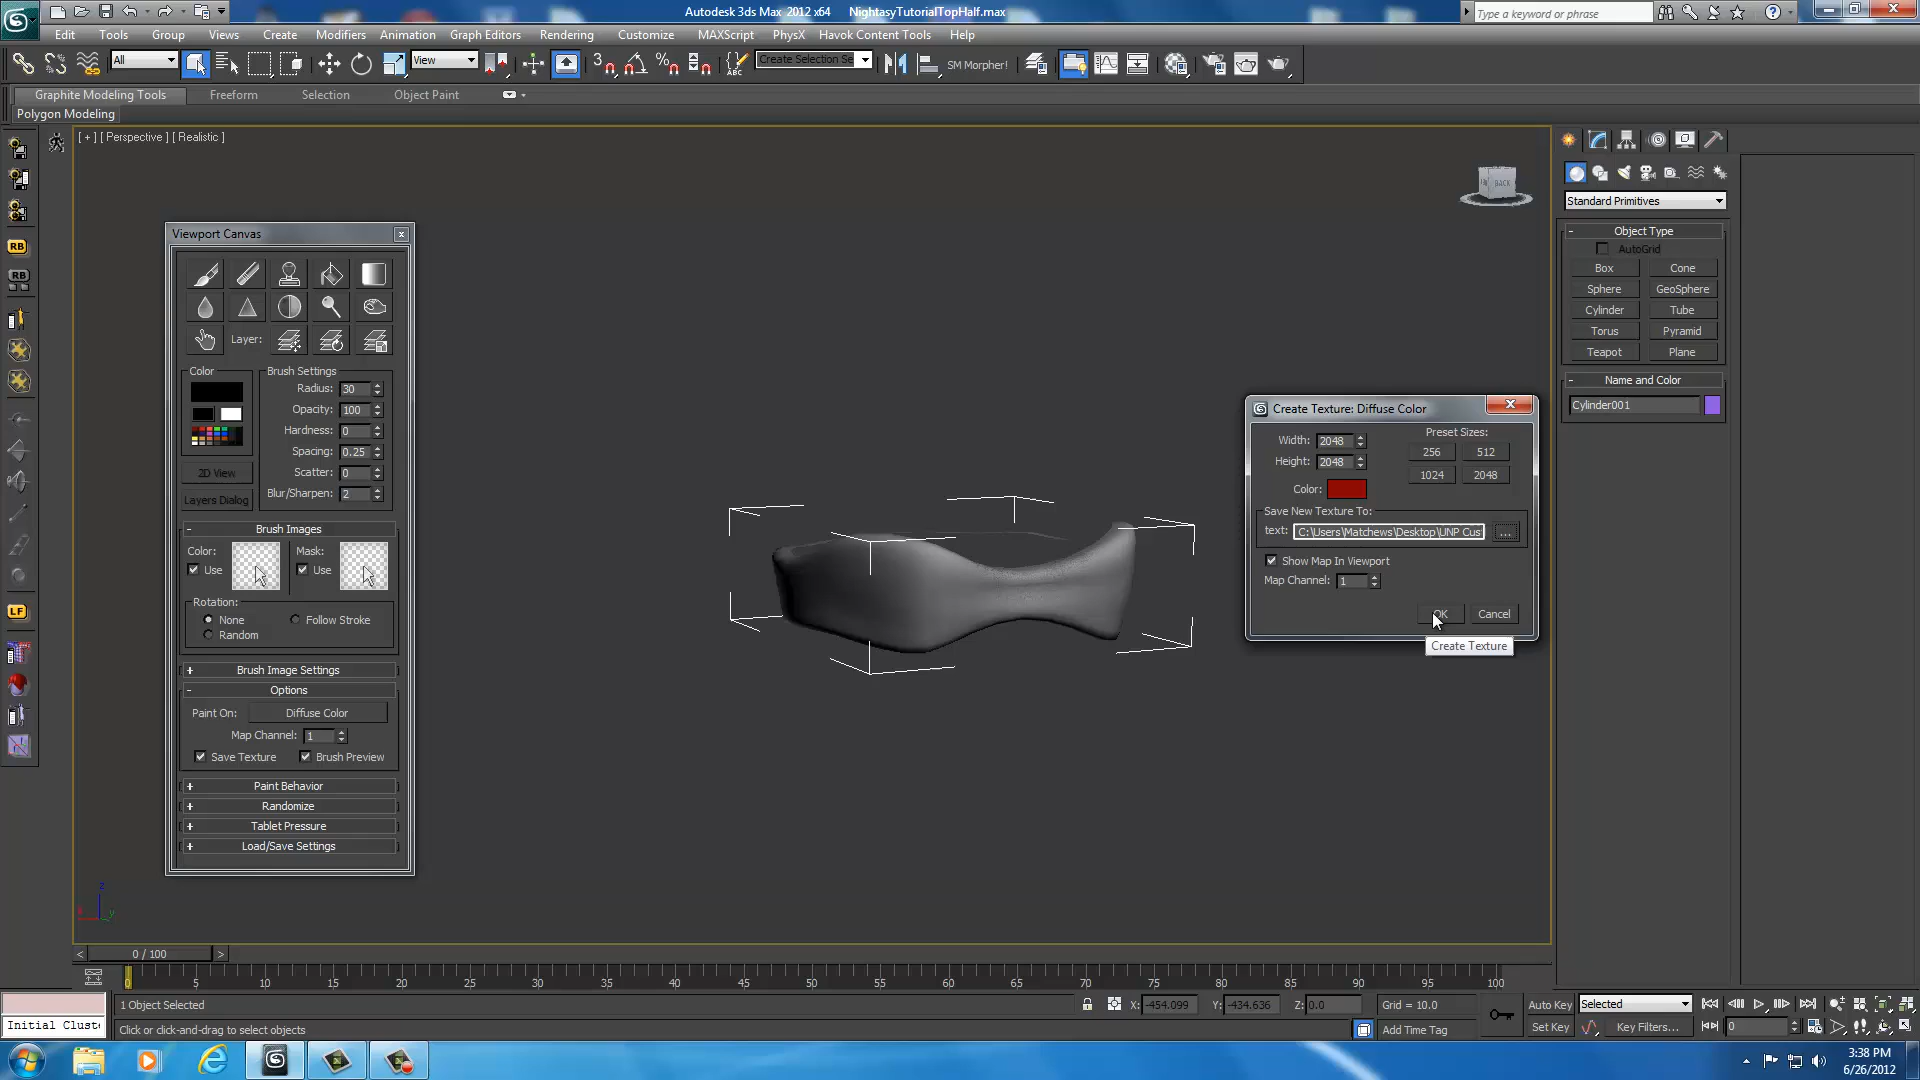 Autodesk 3ds Max 2012 x64 NightasyTutorialTopHalf.max
Type a keyword or phrase
Edit Tools Group Views Create Modifiers Animation Graph Editors Rendering Customize MAXScript PhysX Havok Content Tools Help
All View 3 ABC Create Selection Se SM Morpher!
Graphite Modeling Tools Freeform Selection Object Paint
Polygon Modeling
[ + ] [ Perspective ] [ Realistic ]
BACK
Standard Primitives
Object Type
AutoGrid
Box Cone
Sphere GeoSphere
Cylinder Tube
Torus Pyramid
Teapot Plane
Name and Color
Cylinder001
RB
RB
LF
Viewport Canvas
Layer:
Color Brush Settings
Radius: 30
Opacity: 100
Hardness: 0
Spacing: 0.25
Scatter: 0
Blur/Sharpen: 2
2D View
Layers Dialog
Brush Images
Color: Mask:
Use Use
Rotation:
None Follow Stroke
Random
Brush Image Settings
Options
Paint On: Diffuse Color
Map Channel: 1
Save Texture Brush Preview
Paint Behavior
Randomize
Tablet Pressure
Load/Save Settings
Create Texture: Diffuse Color
Width: 2048 Preset Sizes:
Height: 2048 256 512
1024 2048
Color:
Save New Texture To:
text: C:\Users\Matchews\Desktop\UNP Cus ...
Show Map In Viewport
Map Channel: 1
OK Cancel
Create Texture
z
x y
< 0 / 100 >
0 5 10 15 20 25 30 35 40 45 50 55 60 65 70 75 80 85 90 95 100
1 Object Selected X: -454.099 Y: -434.636 Z: 0.0 Grid = 10.0 Auto Key Selected
Initial Cluste Click or click-and-drag to select objects Add Time Tag Set Key Key Filters... 0
3:38 PM
6/26/2012